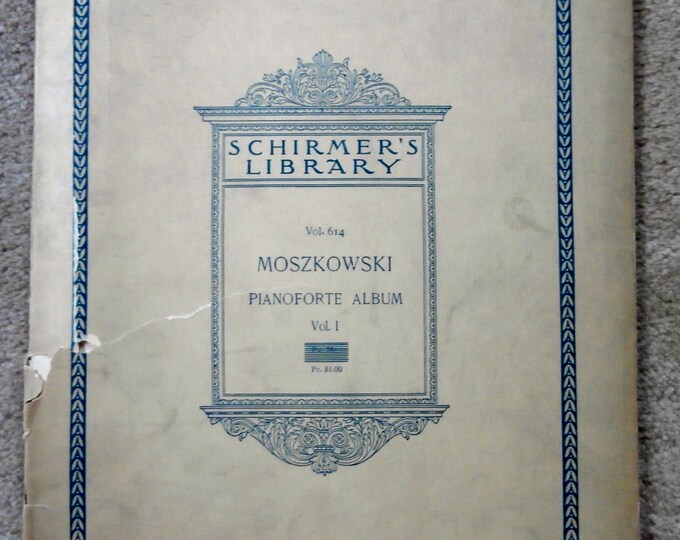 SCHIRMER'S
LIBRARY
Vol. 614
MOSZKOWSKI
PIANOFORTE ALBUM
Vol. I
Pr. $1.00